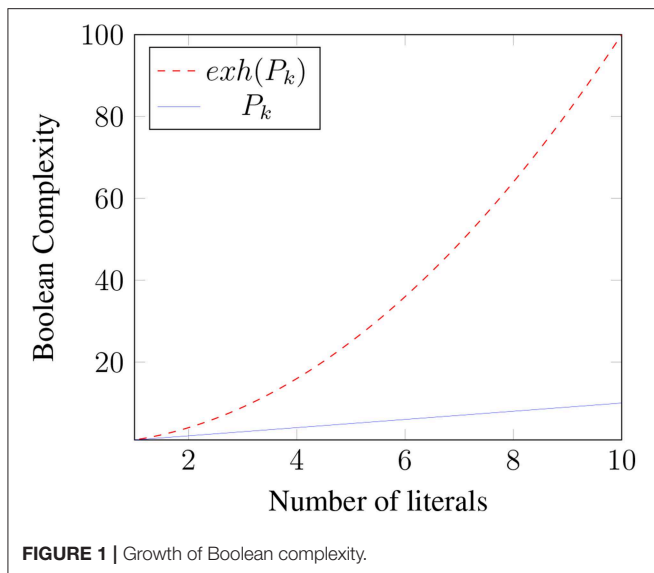 100
80
60
40
20
Boolean Complexity
exh(P_k)
P_k
2 4 6 8 10
Number of literals
FIGURE 1 | Growth of Boolean complexity.